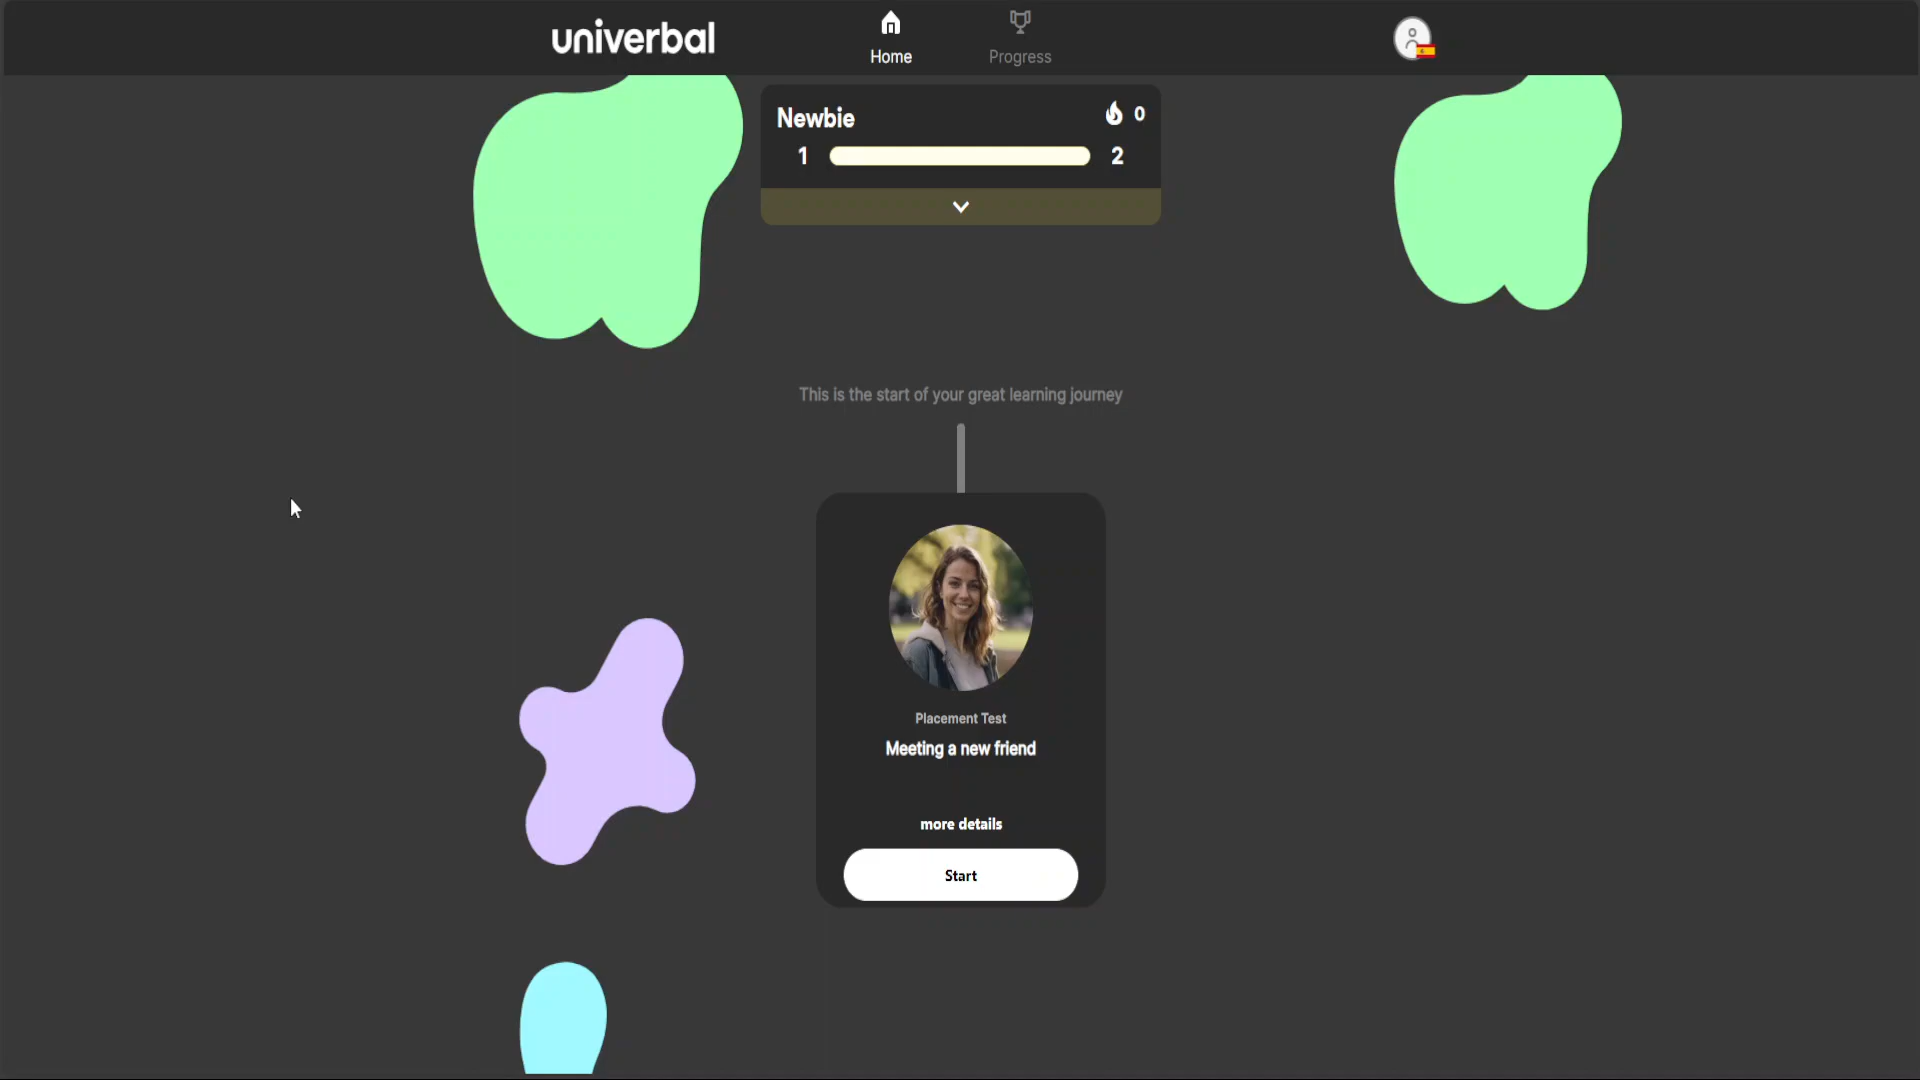 univerbal
Home
Progress
Newbie
0
1
2
This is the start of your great learning journey
Placement Test
Meeting a new friend
more details
Start